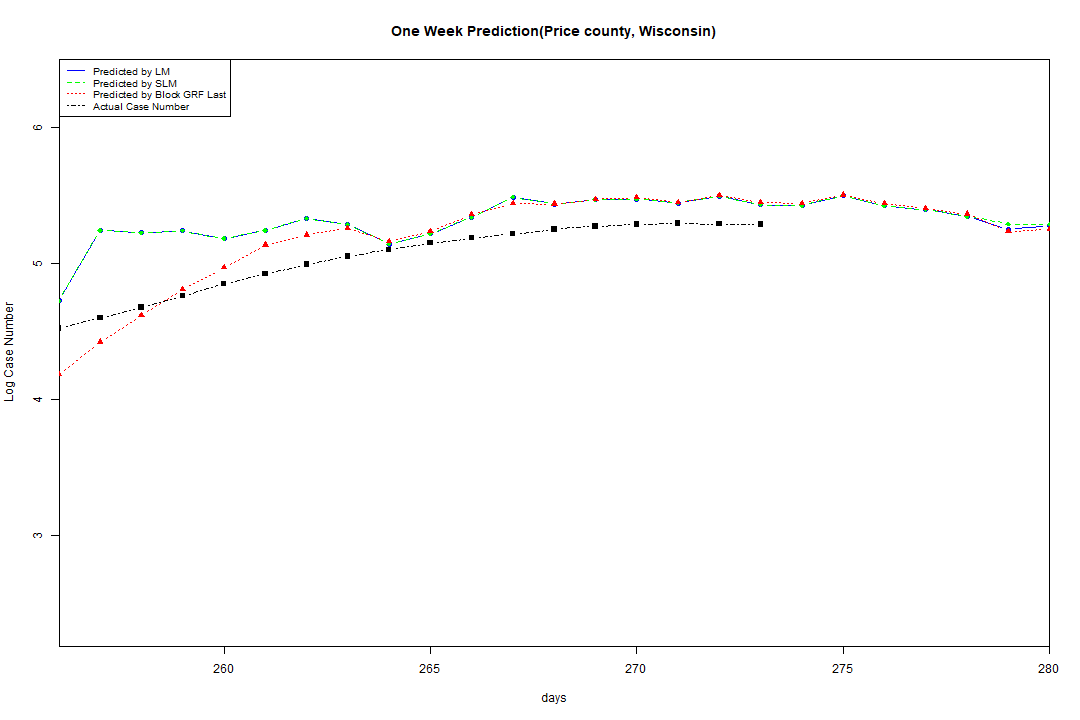 One Week Prediction(Price county, Wisconsin)
Predicted by LM
Predicted by SLM
Predicted by Block GRF Last
Actual Case Number
6
5
4
3
Log Case Number
260 265 270 275 280
days